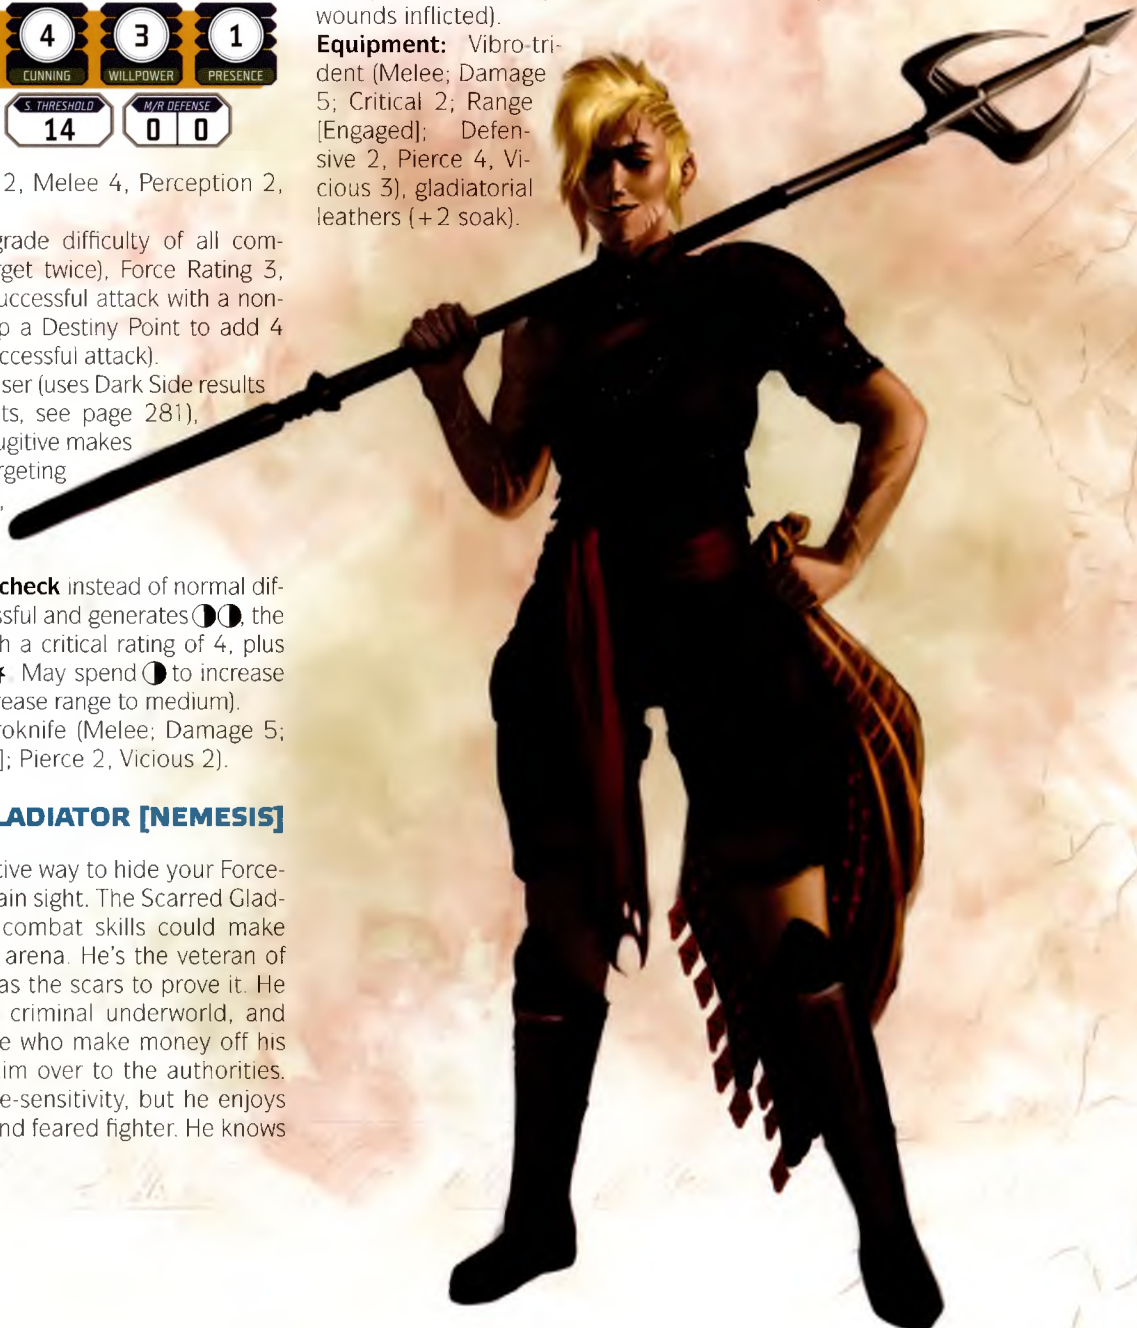 4 3 1
CUNNING WILLPOWER PRESENCE
S. THRESHOLD M/R DEFENSE
14 0 0
2, Melee 4, Perception 2,
grade difficulty of all com-
rget twice), Force Rating 3,
uccessful attack with a non-
p a Destiny Point to add 4
ccessful attack).
ser (uses Dark Side results
ts, see page 281),
ugitive makes
rgeting
,
check instead of normal dif-
ssful and generates , the
h a critical rating of 4, plus
. May spend to increase
rease range to medium).
roknife (Melee; Damage 5;
]; Pierce 2, Vicious 2).
LADIATOR [NEMESIS]
tive way to hide your Force-
ain sight. The Scarred Glad-
combat skills could make
arena. He's the veteran of
as the scars to prove it. He
criminal underworld, and
e who make money off his
im over to the authorities.
e-sensitivity, but he enjoys
nd feared fighter. He knows
wounds inflicted).
Equipment: Vibro-tri-
dent (Melee; Damage
5; Critical 2; Range
[Engaged]; Defen-
sive 2, Pierce 4, Vi-
cious 3), gladiatorial
leathers (+2 soak).